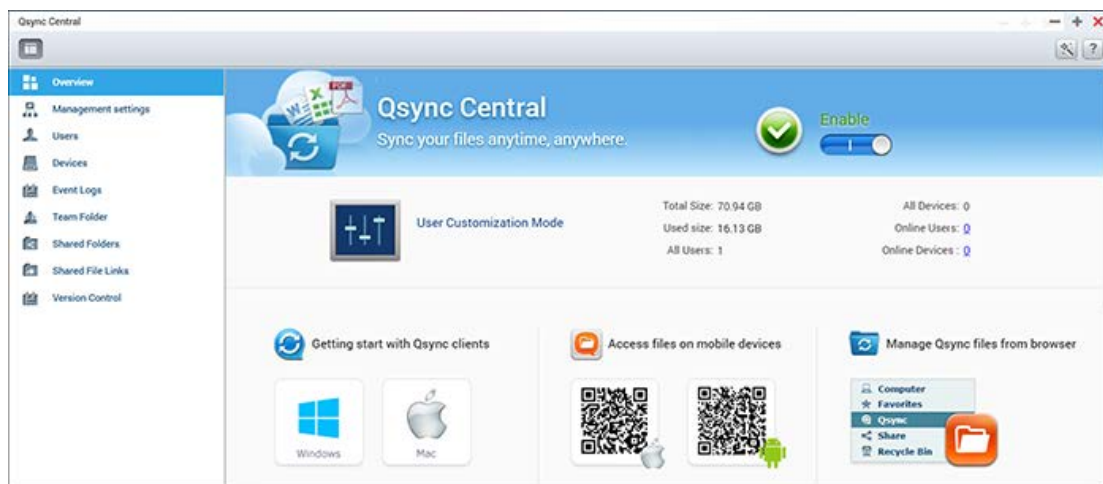 Qsync Central
Overview
Management settings
Users
Devices
Event Logs
Team Folder
Shared Folders
Shared File Links
Version Control
Qsync Central
Sync your files anytime, anywhere.
Enable
User Customization Mode
Total Size: 70.94 GB
Used size: 16.13 GB
All Users: 1
All Devices: 0
Online Users: 0
Online Devices : 0
Getting start with Qsync clients
Windows
Mac
Access files on mobile devices
Manage Qsync files from browser
Computer
Favorites
Qsync
Share
Recycle Bin
W
X
PDF